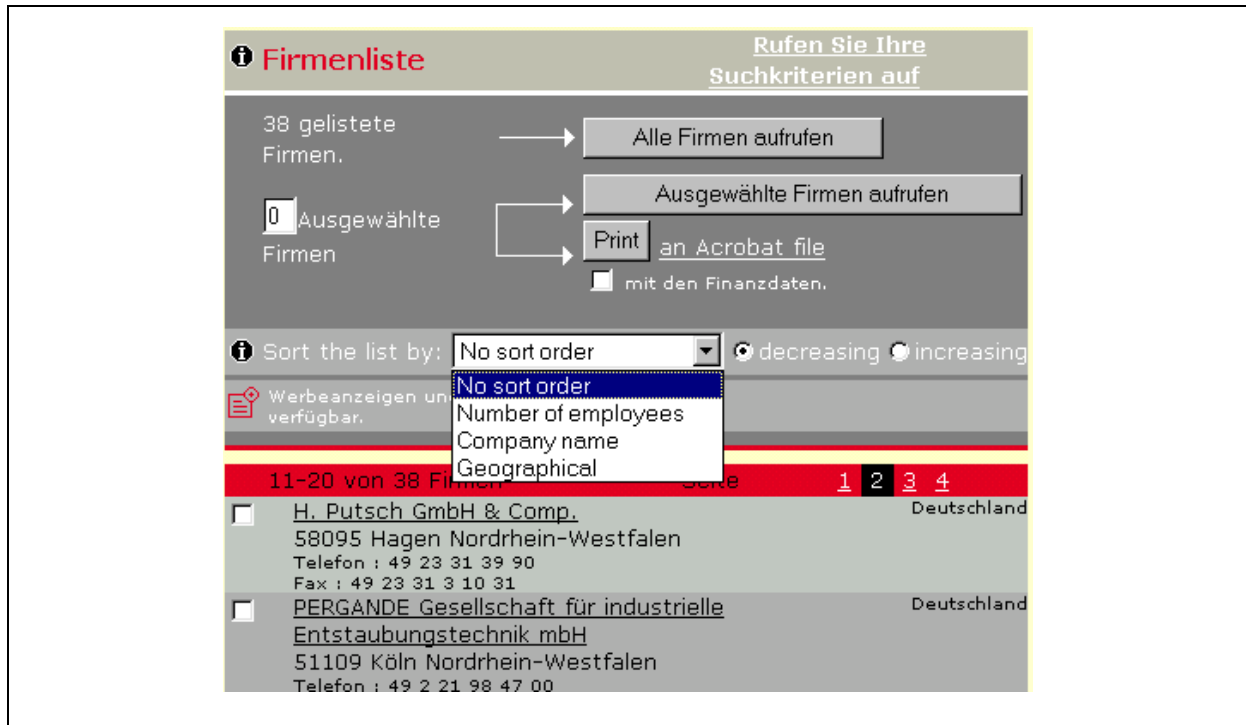 Firmenliste
Rufen Sie Ihre
Suchkriterien auf
38 gelistete
Firmen.
Alle Firmen aufrufen
Ausgewählte Firmen aufrufen
0 Ausgewählte
Firmen
Print an Acrobat file
mit den Finanzdaten.
Sort the list by: No sort order decreasing increasing
No sort order
Number of employees
Company name
Geographical
Werbeanzeigen
verfügbar.
11-20 von 38 Firmen Seite 1 2 3 4
H. Putsch GmbH & Comp. Deutschland
58095 Hagen Nordrhein-Westfalen
Telefon : 49 23 31 39 90
Fax : 49 23 31 3 10 31
PERGANDE Gesellschaft für industrielle Deutschland
Entstaubungstechnik mbH
51109 Köln Nordrhein-Westfalen
Telefon : 49 2 21 98 47 00